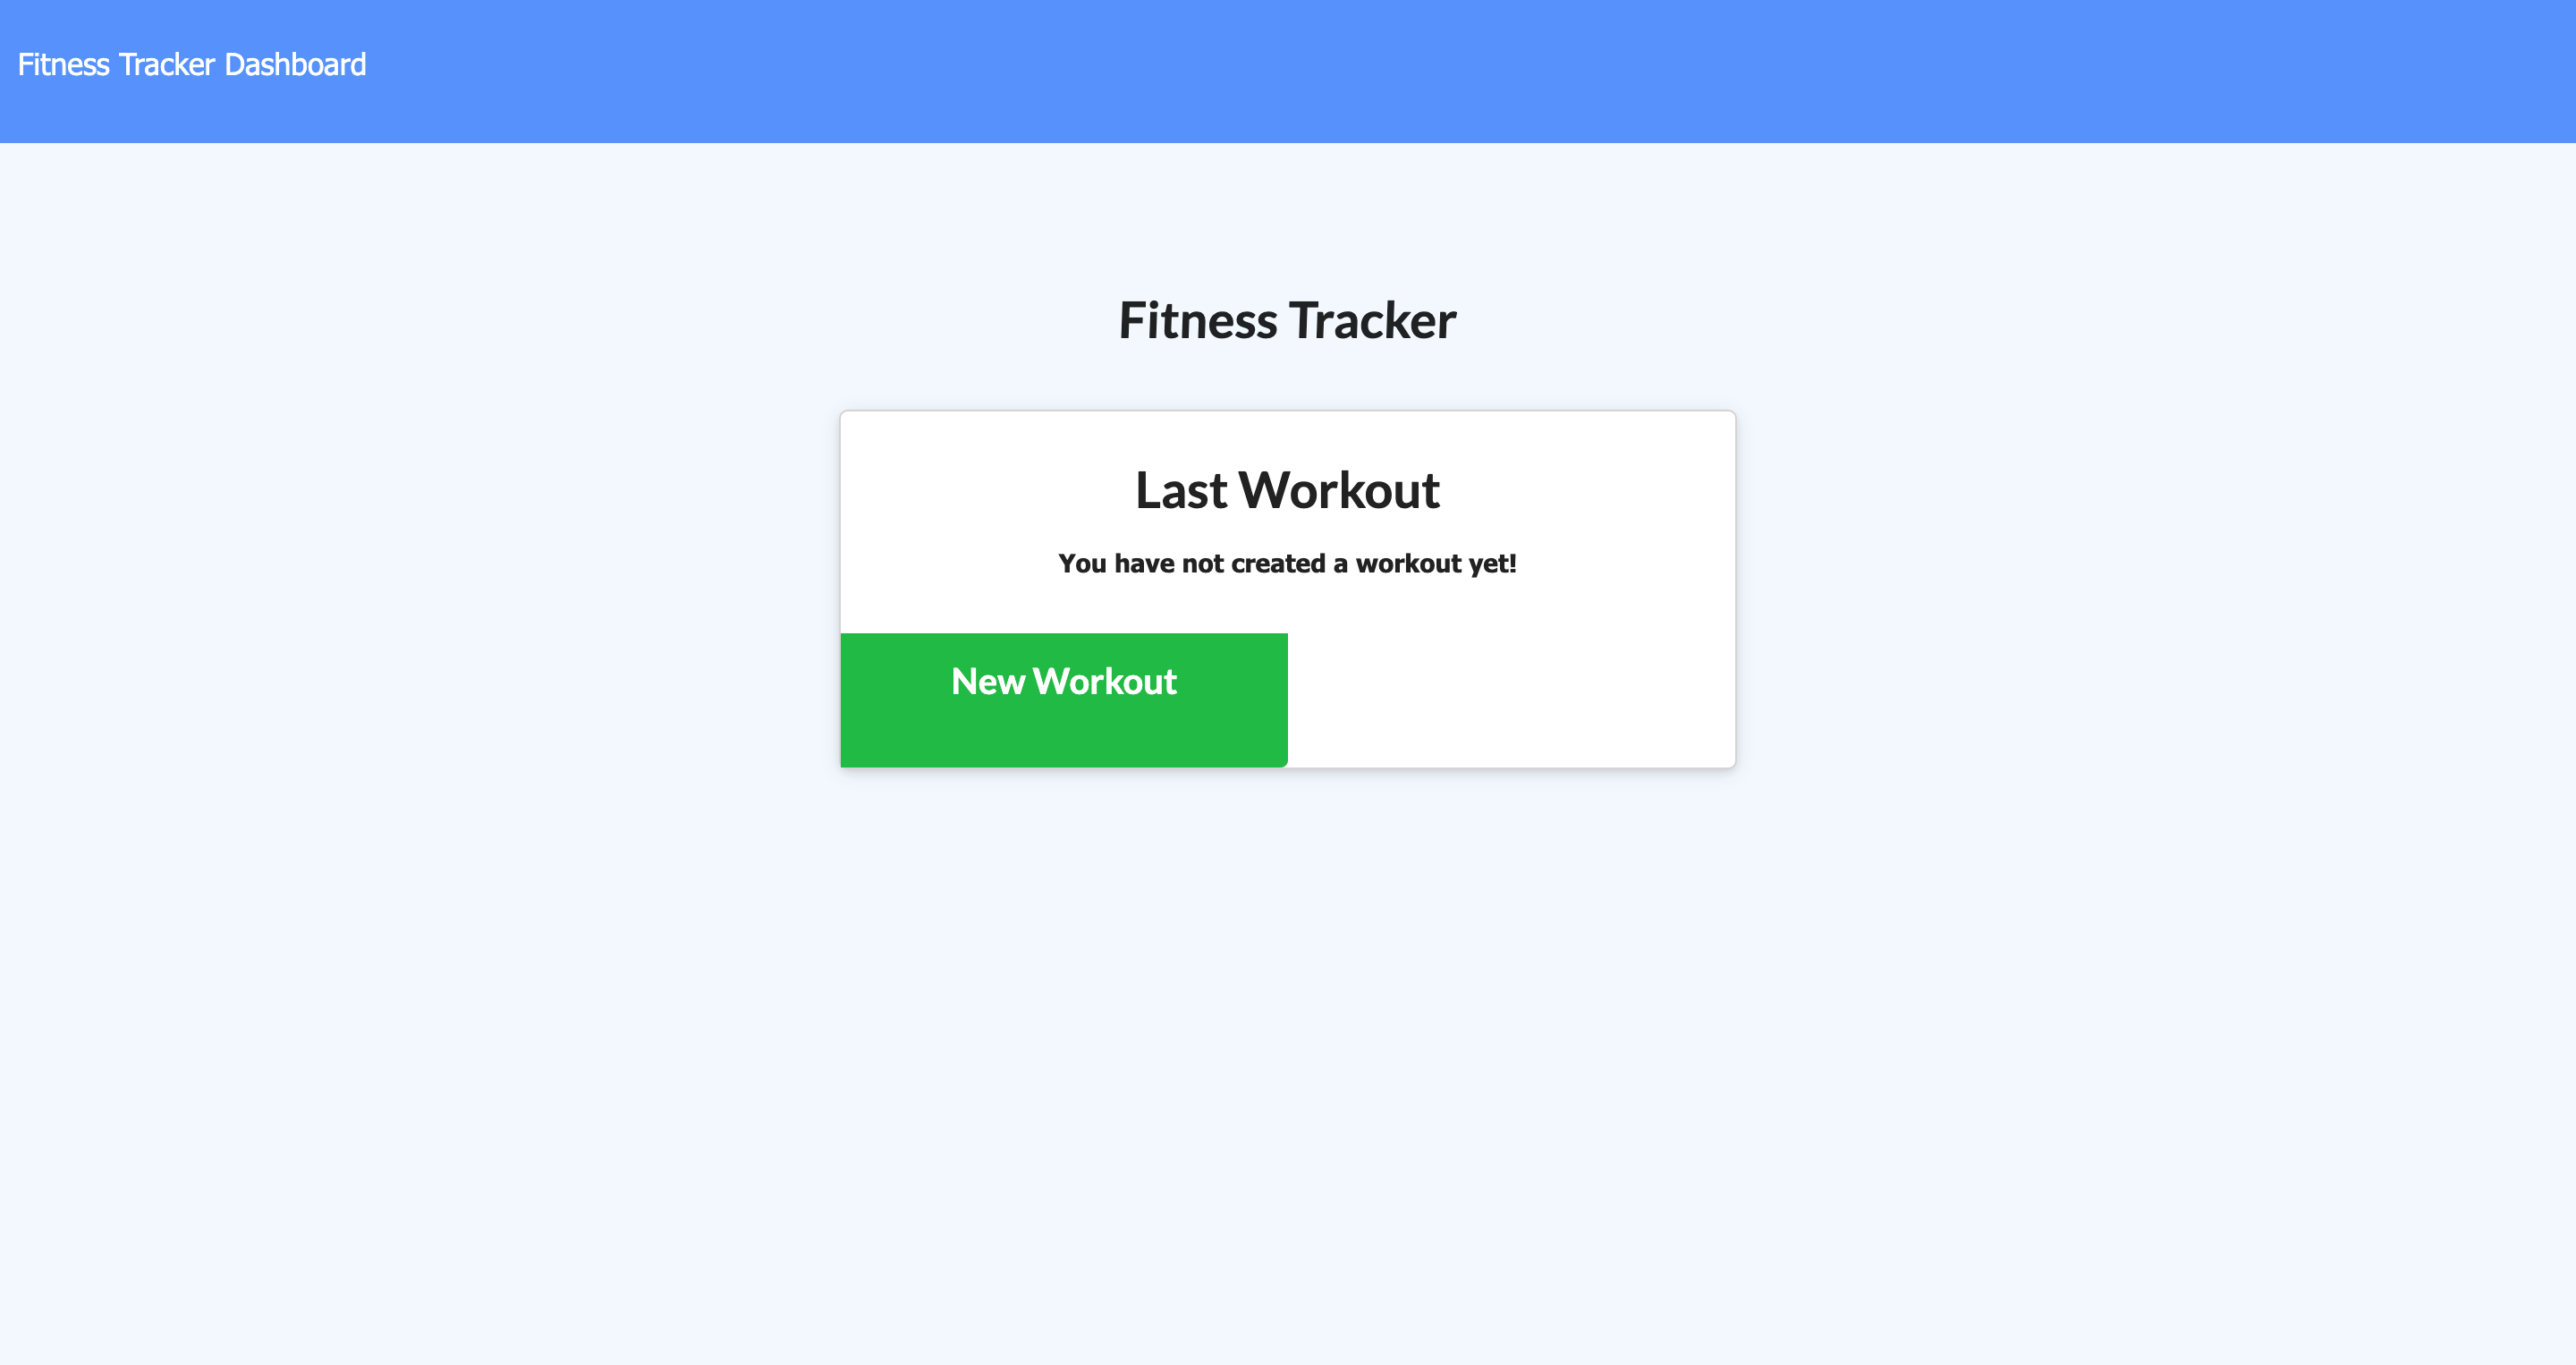 Fitness Tracker Dashboard
Fitness Tracker
Last Workout
You have not created a workout yet!
New Workout